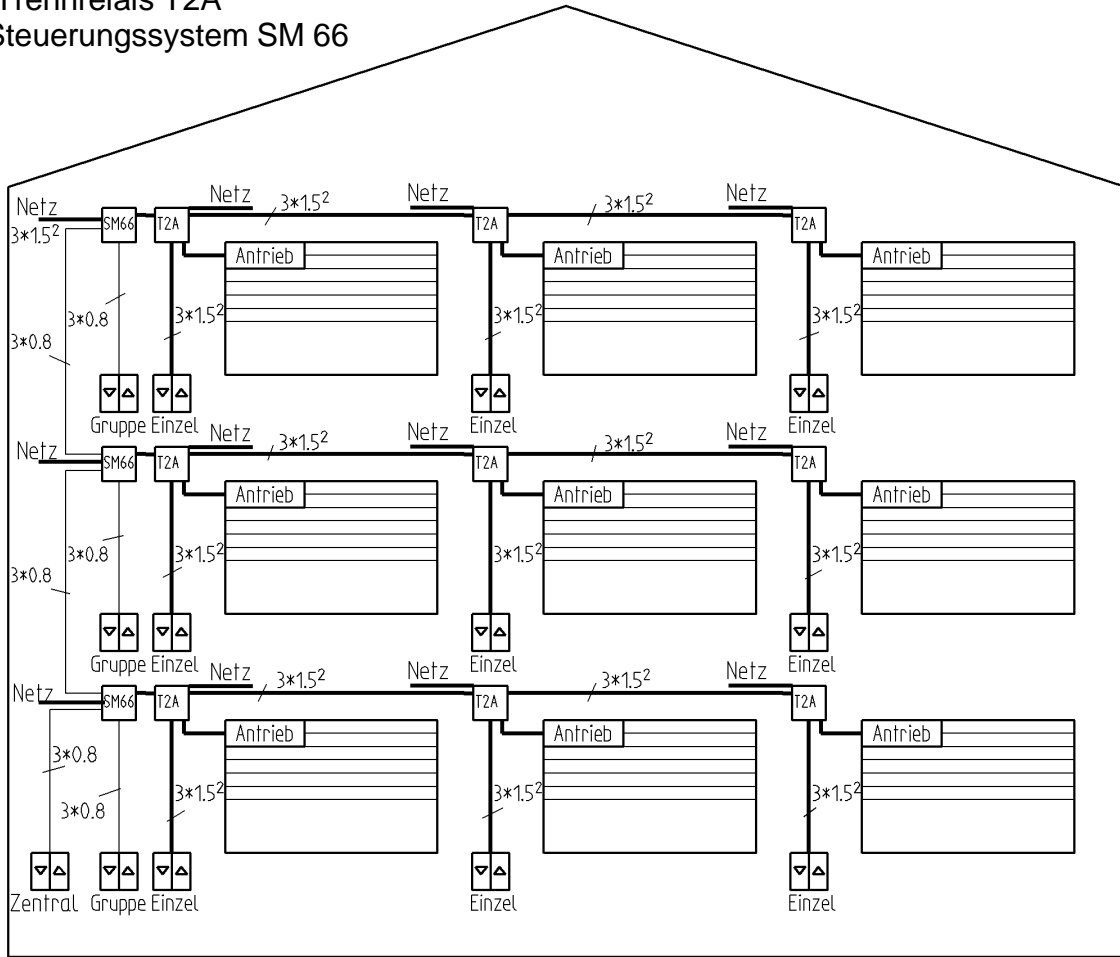 Trennrelais T2A
Steuerungssystem SM 66
Netz Netz 3*1.5² Netz 3*1.5² Netz
3*1.5² SM66 T2A T2A T2A
Antrieb Antrieb Antrieb
3*0.8 3*1.5² 3*1.5² 3*1.5²
3*0.8
Gruppe Einzel Einzel Einzel
Netz Netz 3*1.5² Netz 3*1.5² Netz
SM66 T2A T2A T2A
Antrieb Antrieb Antrieb
3*0.8 3*1.5² 3*1.5² 3*1.5²
3*0.8
Gruppe Einzel Einzel Einzel
Netz Netz 3*1.5² Netz 3*1.5² Netz
SM66 T2A T2A T2A
Antrieb Antrieb Antrieb
3*0.8
3*0.8 3*1.5² 3*1.5² 3*1.5²
Zentral Gruppe Einzel Einzel Einzel